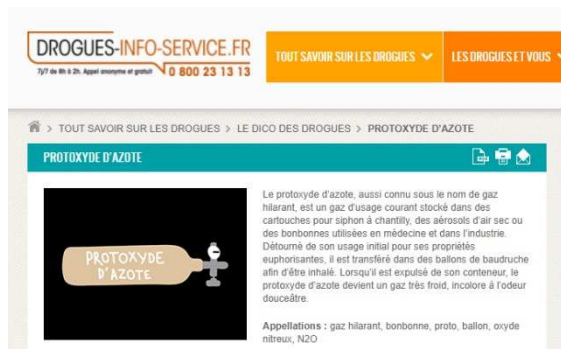 DROGUES-INFO-SERVICE.FR
7j/7 de 8h à 2h. Appel anonyme et gratuit 0 800 23 13 13
TOUT SAVOIR SUR LES DROGUES
LES DROGUES ET VOUS
> TOUT SAVOIR SUR LES DROGUES > LE DICO DES DROGUES > PROTOXYDE D'AZOTE
PROTOXYDE D'AZOTE
PROTOXYDE
D'AZOTE
Le protoxyde d'azote, aussi connu sous le nom de gaz
hilarant, est un gaz d'usage courant stocké dans des
cartouches pour siphon à chantilly, des aérosols d'air sec ou
des bonbonnes utilisées en médecine et dans l'industrie.
Détourné de son usage initial pour ses propriétés
euphorisantes, il est transféré dans des ballons de baudruche
afin d'être inhalé. Lorsqu'il est expulsé de son conteneur, le
protoxyde d'azote devient un gaz très froid, incolore à l'odeur
douceâtre.
Appellations : gaz hilarant, bonbonne, proto, ballon, oxyde
nitreux, N2O